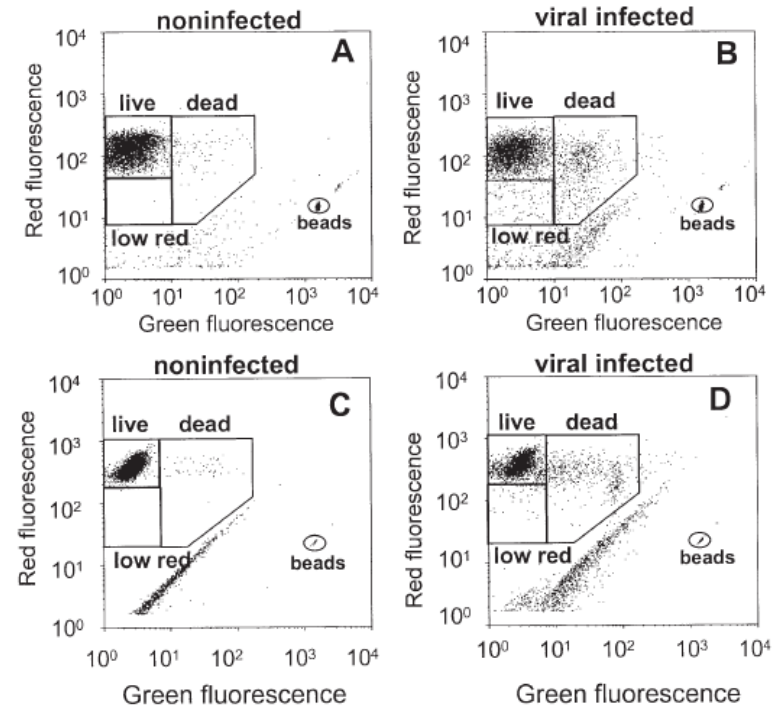 noninfected
A
Red fluorescence
10⁴
10³
10²
10¹
10⁰
live dead
low red
beads
10⁰ 10¹ 10² 10³ 10⁴
Green fluorescence
viral infected
B
Red fluorescence
10⁴
10³
10²
10¹
10⁰
live dead
low red
beads
10⁰ 10¹ 10² 10³ 10⁴
Green fluorescence
noninfected
C
Red fluorescence
10⁴
10³
10²
10¹
10⁰
live dead
low red
beads
10⁰ 10¹ 10² 10³ 10⁴
Green fluorescence
viral infected
D
Red fluorescence
10⁴
10³
10²
10¹
10⁰
live dead
low red
beads
10⁰ 10¹ 10² 10³ 10⁴
Green fluorescence